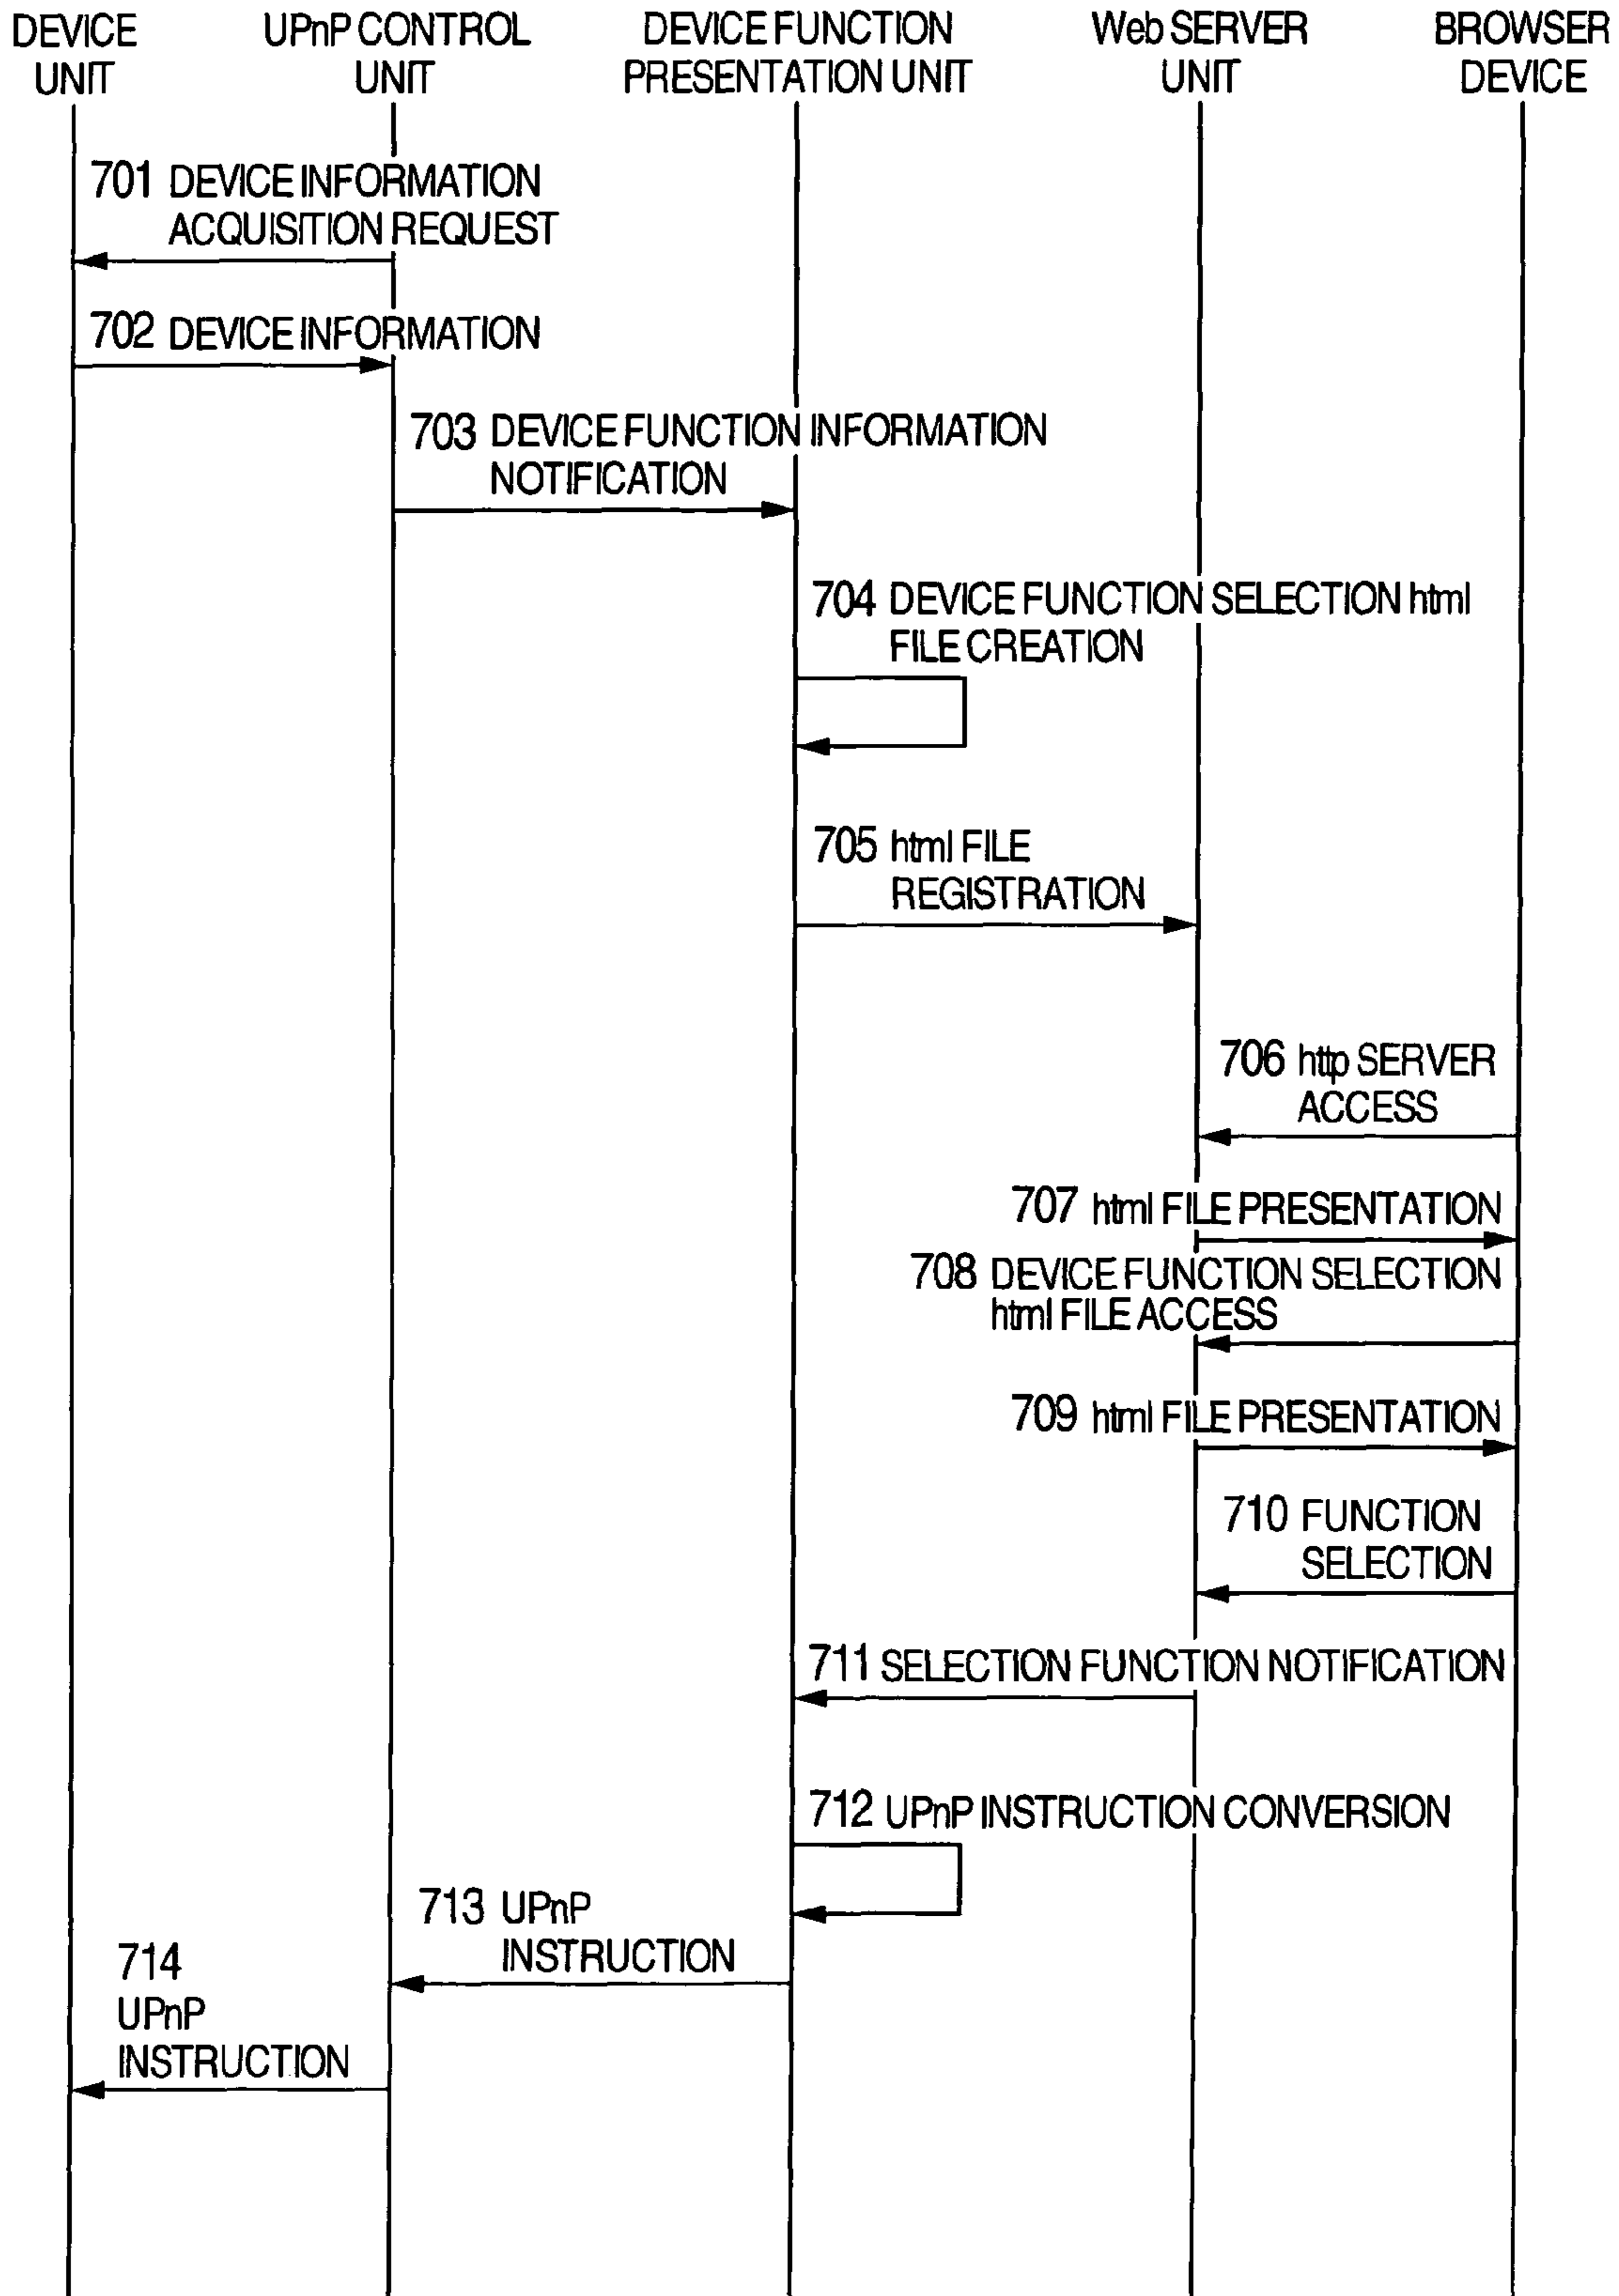 DEVICE
UNIT
UPnP CONTROL
UNIT
DEVICE FUNCTION
PRESENTATION UNIT
Web SERVER
UNIT
BROWSER
DEVICE
701 DEVICE INFORMATION
ACQUISITION REQUEST
702 DEVICE INFORMATION
703 DEVICE FUNCTION INFORMATION
NOTIFICATION
704 DEVICE FUNCTION SELECTION html
FILE CREATION
705 html FILE
REGISTRATION
706 http SERVER
ACCESS
707 html FILE PRESENTATION
708 DEVICE FUNCTION SELECTION
html FILE ACCESS
709 html FILE PRESENTATION
710 FUNCTION
SELECTION
711 SELECTION FUNCTION NOTIFICATION
712 UPnP INSTRUCTION CONVERSION
713 UPnP
INSTRUCTION
714
UPnP
INSTRUCTION